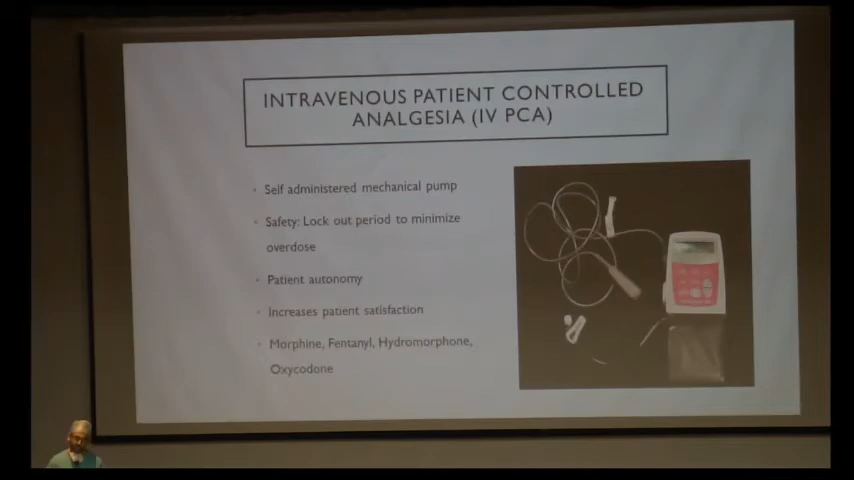 INTRAVENOUS PATIENT CONTROLLED
ANALGESIA (IV PCA)
• Self administered mechanical pump
• Safety: Lock out period to minimize
overdose
• Patient autonomy
• Increases patient satisfaction
• Morphine, Fentanyl, Hydromorphone,
Oxycodone